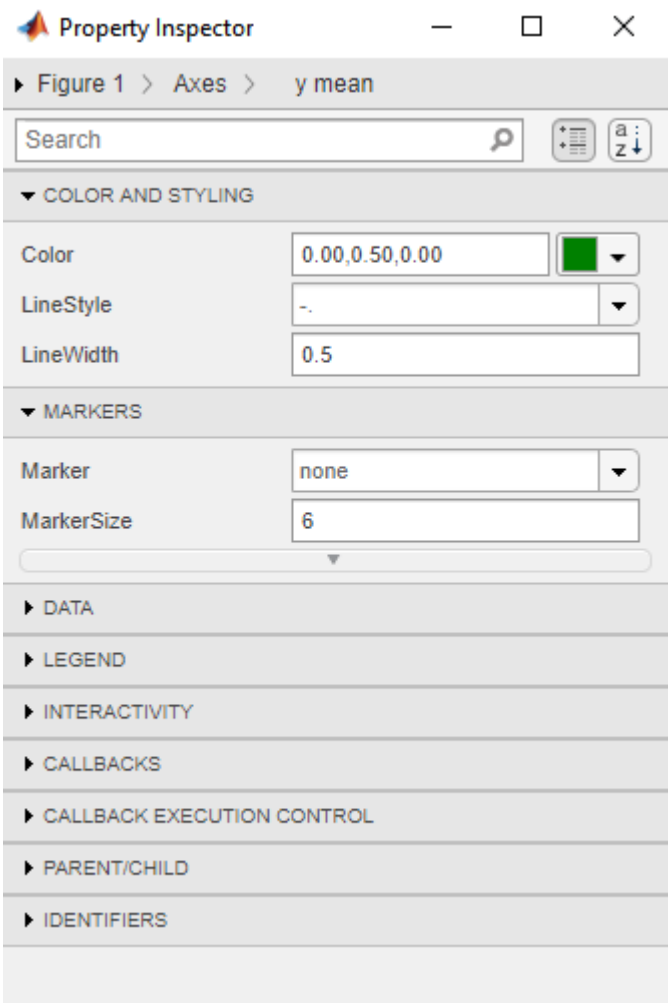 Property Inspector
Figure 1 > Axes > y mean
Search
a
z
COLOR AND STYLING
Color 0.00,0.50,0.00
LineStyle -.
LineWidth 0.5
MARKERS
Marker none
MarkerSize 6
DATA
LEGEND
INTERACTIVITY
CALLBACKS
CALLBACK EXECUTION CONTROL
PARENT/CHILD
IDENTIFIERS